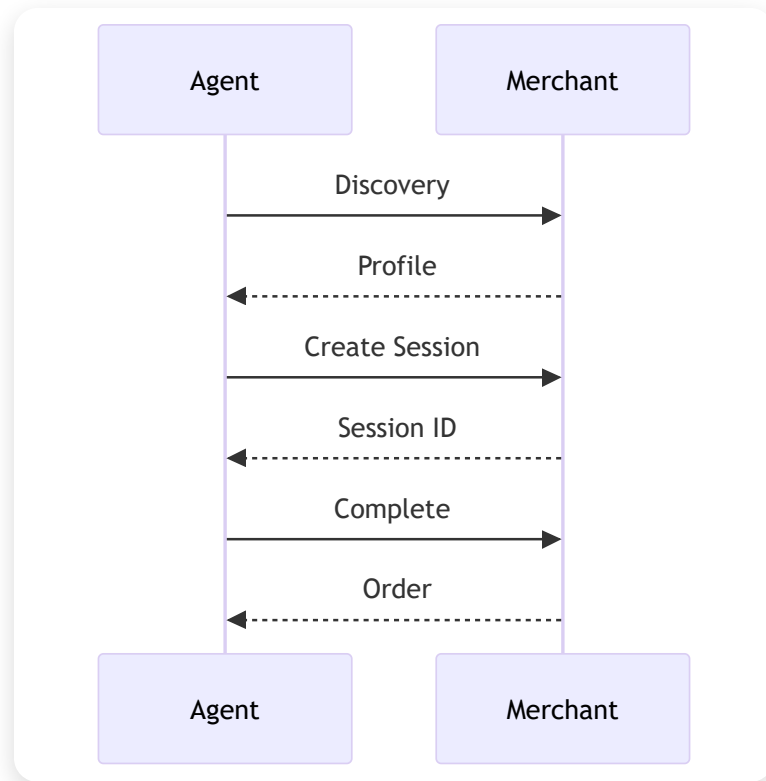 Agent
Merchant
Discovery
Profile
Create Session
Session ID
Complete
Order
Agent
Merchant